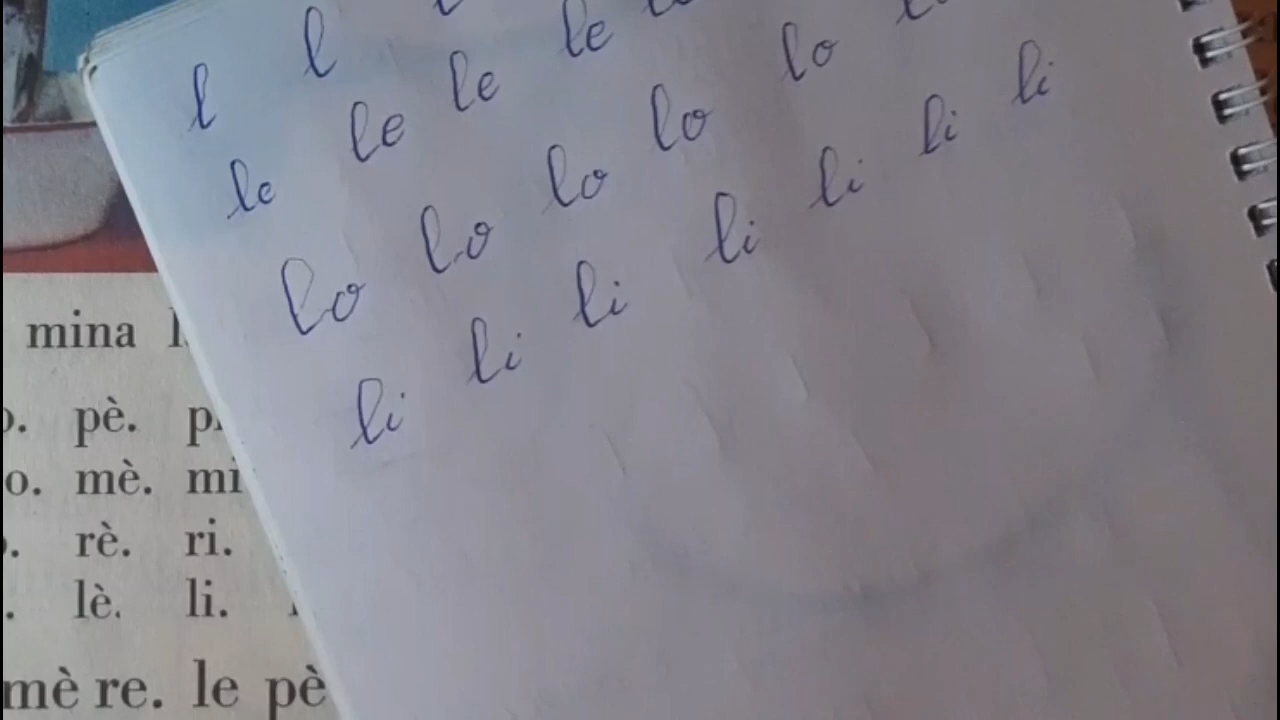 l l
le le le le
lo lo lo lo lo
li li li li li li li
mina
pè.
o. mè. mi
rè. ri.
lè. li.
mè re. le pè